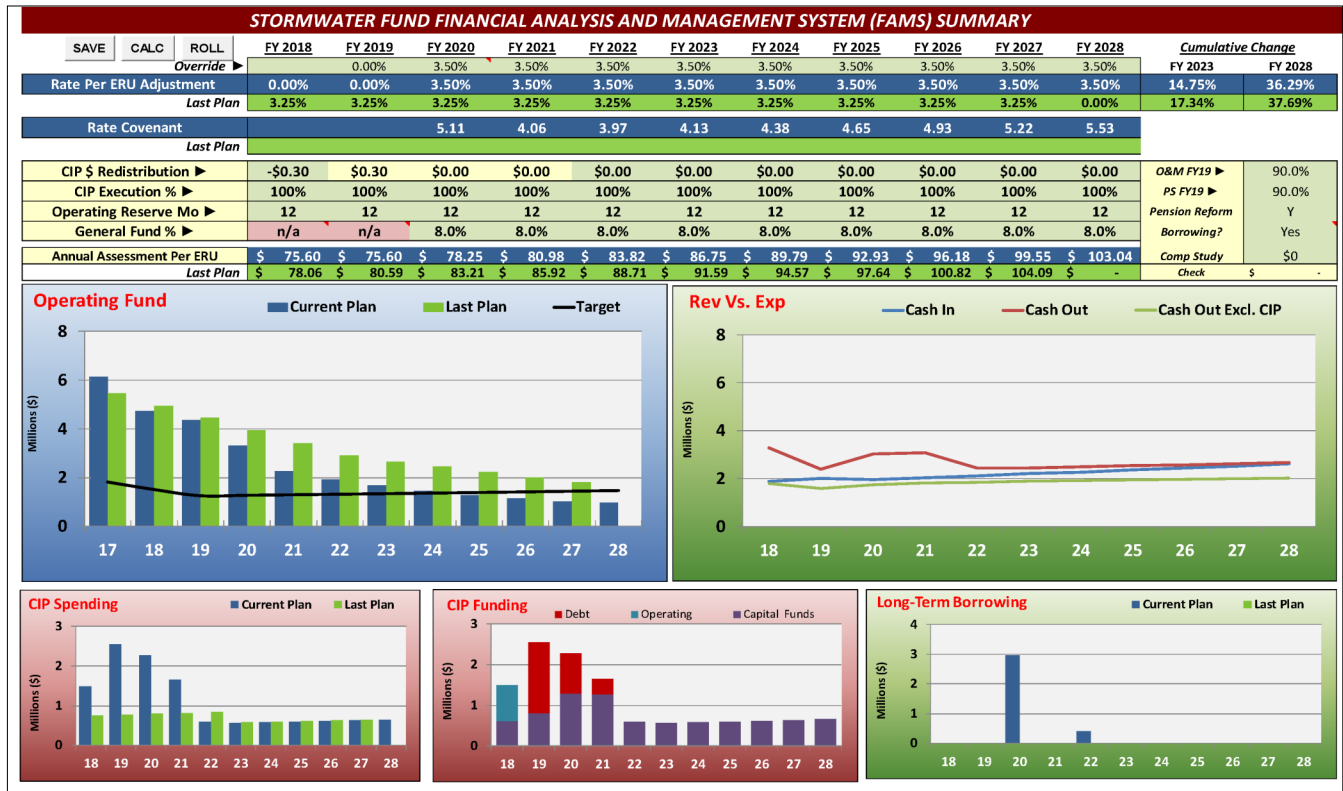 STORMWATER FUND FINANCIAL ANALYSIS AND MANAGEMENT SYSTEM (FAMS) SUMMARY
SAVE CALC ROLL FY 2018 FY 2019 FY 2020 FY 2021 FY 2022 FY 2023 FY 2024 FY 2025 FY 2026 FY 2027 FY 2028 Cumulative Change
Override ► 0.00% 3.50% 3.50% 3.50% 3.50% 3.50% 3.50% 3.50% 3.50% 3.50% FY 2023 FY 2028
Rate Per ERU Adjustment 0.00% 0.00% 3.50% 3.50% 3.50% 3.50% 3.50% 3.50% 3.50% 3.50% 3.50% 14.75% 36.29%
Last Plan 3.25% 3.25% 3.25% 3.25% 3.25% 3.25% 3.25% 3.25% 3.25% 3.25% 0.00% 17.34% 37.69%
Rate Covenant 5.11 4.06 3.97 4.13 4.38 4.65 4.93 5.22 5.53
Last Plan
CIP $ Redistribution ► -$0.30 $0.30 $0.00 $0.00 $0.00 $0.00 $0.00 $0.00 $0.00 $0.00 $0.00 O&M FY19 ► 90.0%
CIP Execution % ► 100% 100% 100% 100% 100% 100% 100% 100% 100% 100% 100% PS FY19 ► 90.0%
Operating Reserve Mo ► 12 12 12 12 12 12 12 12 12 12 12 Pension Reform Y
General Fund % ► n/a n/a 8.0% 8.0% 8.0% 8.0% 8.0% 8.0% 8.0% 8.0% 8.0% Borrowing? Yes
Annual Assessment Per ERU $ 75.60 $ 75.60 $ 78.25 $ 80.98 $ 83.82 $ 86.75 $ 89.79 $ 92.93 $ 96.18 $ 99.55 $ 103.04 Comp Study $0
Last Plan $ 78.06 $ 80.59 $ 83.21 $ 85.92 $ 88.71 $ 91.59 $ 94.57 $ 97.64 $ 100.82 $ 104.09 $ - Check $ -
Operating Fund
Current Plan Last Plan Target
Millions ($)
8
6
4
2
0
17 18 19 20 21 22 23 24 25 26 27 28
Rev Vs. Exp
Cash In Cash Out Cash Out Excl. CIP
Millions ($)
8
6
4
2
0
18 19 20 21 22 23 24 25 26 27 28
CIP Spending
Current Plan Last Plan
Millions ($)
3
2
1
0
18 19 20 21 22 23 24 25 26 27 28
CIP Funding
Debt Operating Capital Funds
Millions ($)
3
2
1
0
18 19 20 21 22 23 24 25 26 27 28
Long-Term Borrowing
Current Plan Last Plan
Millions ($)
4
3
2
1
0
18 19 20 21 22 23 24 25 26 27 28